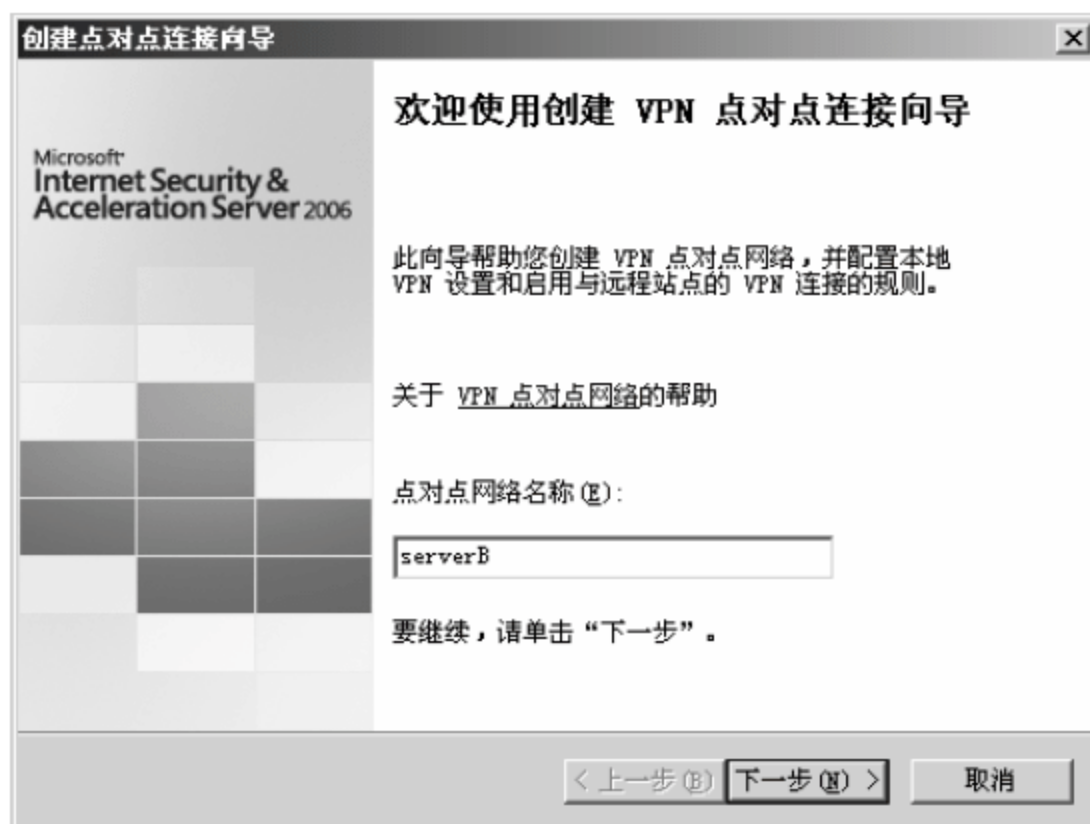 创建点对点连接向导
欢迎使用创建 VPN 点对点连接向导
Microsoft
Internet Security &
Acceleration Server 2006
此向导帮助您创建 VPN 点对点网络，并配置本地
VPN 设置和启用与远程站点的 VPN 连接的规则。
关于 VPN 点对点网络的帮助
点对点网络名称(E):
serverB
要继续，请单击“下一步”。
< 上一步(B) 下一步(N) > 取消